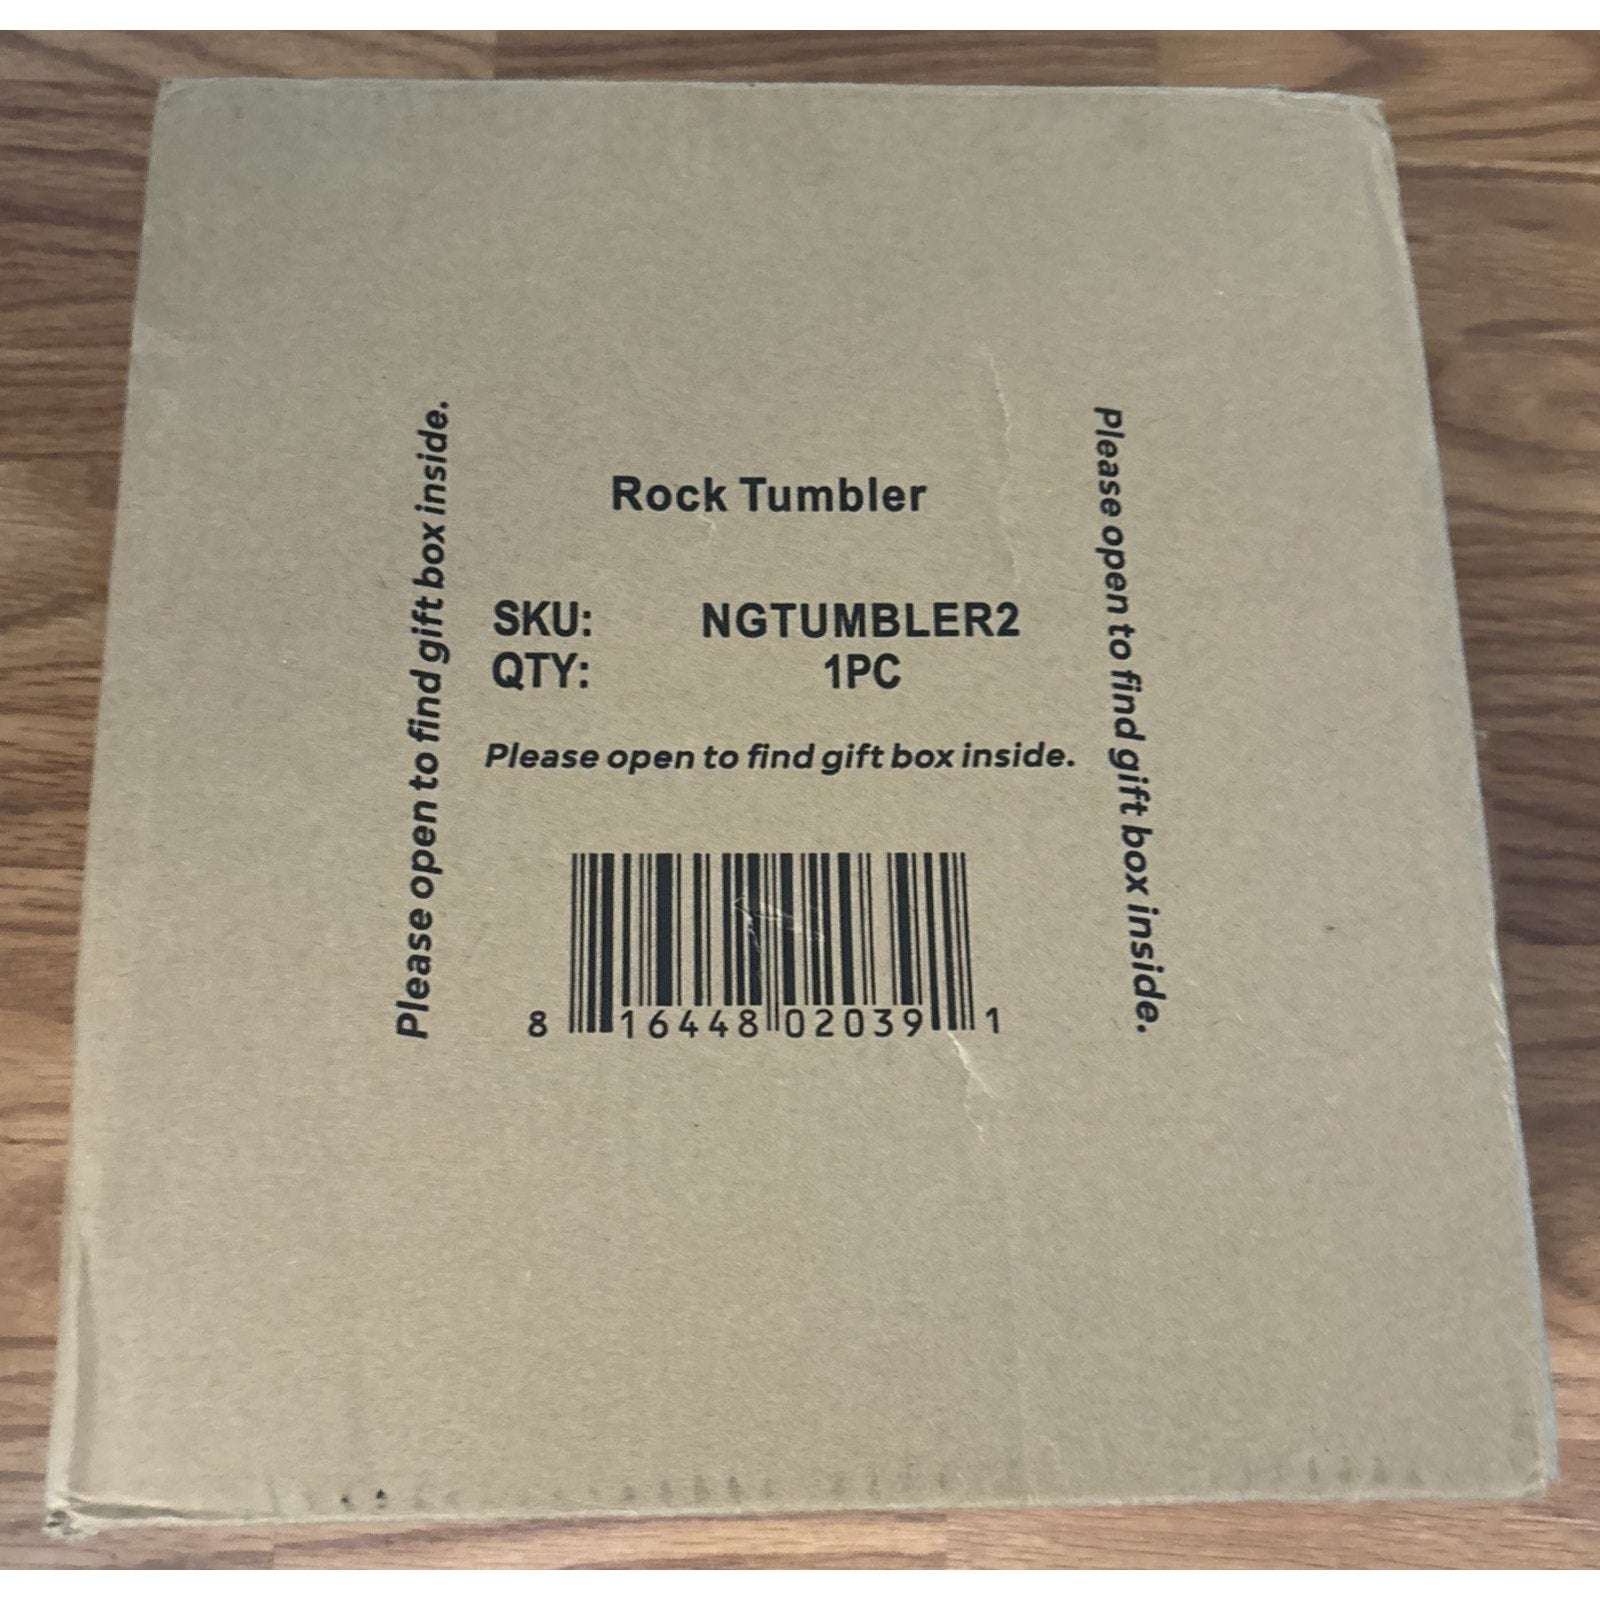 Please open to find gift box inside.
Rock Tumbler
SKU: NGTUMBLER2
QTY: 1PC
Please open to find gift box inside.
8 16448 02039 1
Please open to find gift box inside.